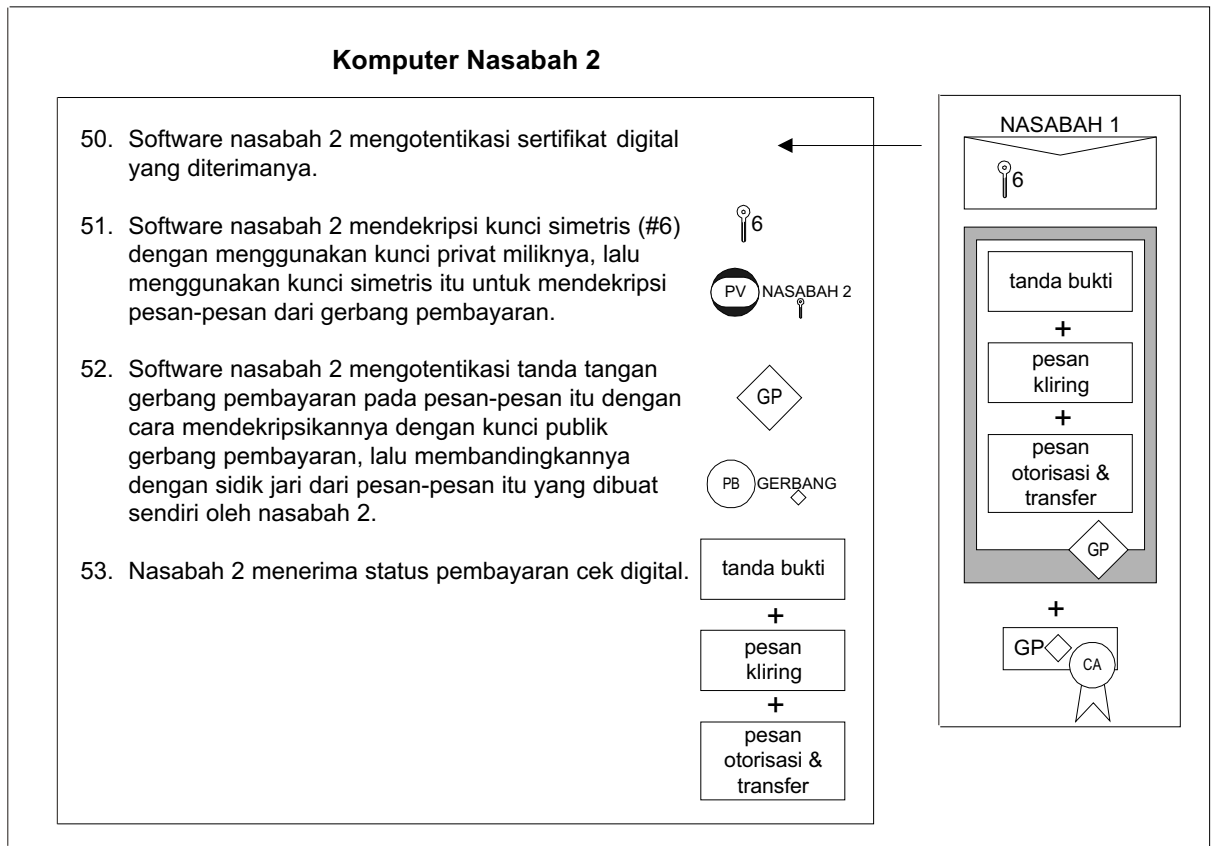 Komputer Nasabah 2
50. Software nasabah 2 mengotentikasi sertifikat digital
yang diterimanya.
51. Software nasabah 2 mendekripsi kunci simetris (#6)
dengan menggunakan kunci privat miliknya, lalu
menggunakan kunci simetris itu untuk mendekripsi
pesan-pesan dari gerbang pembayaran.
52. Software nasabah 2 mengotentikasi tanda tangan
gerbang pembayaran pada pesan-pesan itu dengan
cara mendekripsikannya dengan kunci publik
gerbang pembayaran, lalu membandingkannya
dengan sidik jari dari pesan-pesan itu yang dibuat
sendiri oleh nasabah 2.
53. Nasabah 2 menerima status pembayaran cek digital.
6
PV NASABAH 2
GP
PB GERBANG
tanda bukti
+
pesan
kliring
+
pesan
otorisasi &
transfer
NASABAH 1
6
tanda bukti
+
pesan
kliring
+
pesan
otorisasi &
transfer
GP
+
GP
CA